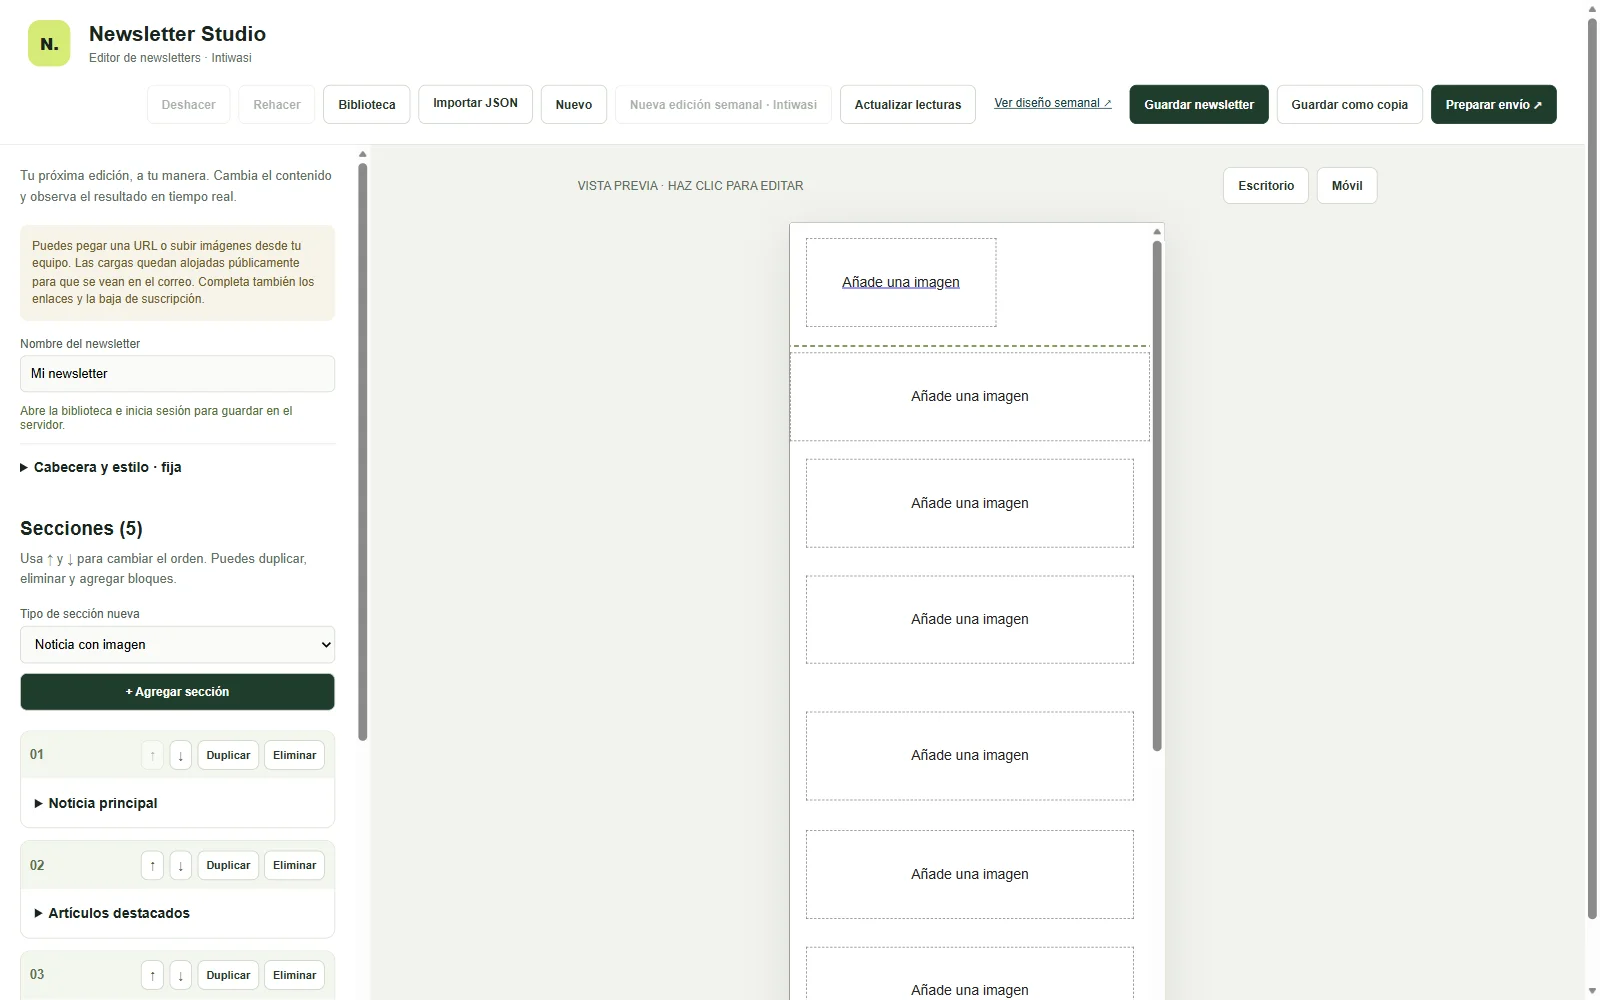 N.
Newsletter Studio
Editor de newsletters · Intiwasi
Deshacer
Rehacer
Biblioteca
Importar JSON
Nuevo
Nueva edición semanal · Intiwasi
Actualizar lecturas
Ver diseño semanal ↗
Guardar newsletter
Guardar como copia
Preparar envío ↗
Tu próxima edición, a tu manera. Cambia el contenido
y observa el resultado en tiempo real.
Puedes pegar una URL o subir imágenes desde tu
equipo. Las cargas quedan alojadas públicamente
para que se vean en el correo. Completa también los
enlaces y la baja de suscripción.
Nombre del newsletter
Mi newsletter
Abre la biblioteca e inicia sesión para guardar en el
servidor.
▶ Cabecera y estilo · fija
Secciones (5)
Usa ↑ y ↓ para cambiar el orden. Puedes duplicar,
eliminar y agregar bloques.
Tipo de sección nueva
Noticia con imagen
+ Agregar sección
01
↑
↓
Duplicar
Eliminar
▶ Noticia principal
02
↑
↓
Duplicar
Eliminar
▶ Artículos destacados
03
↑
↓
Duplicar
Eliminar
VISTA PREVIA · HAZ CLIC PARA EDITAR
Escritorio
Móvil
Añade una imagen
Añade una imagen
Añade una imagen
Añade una imagen
Añade una imagen
Añade una imagen
Añade una imagen